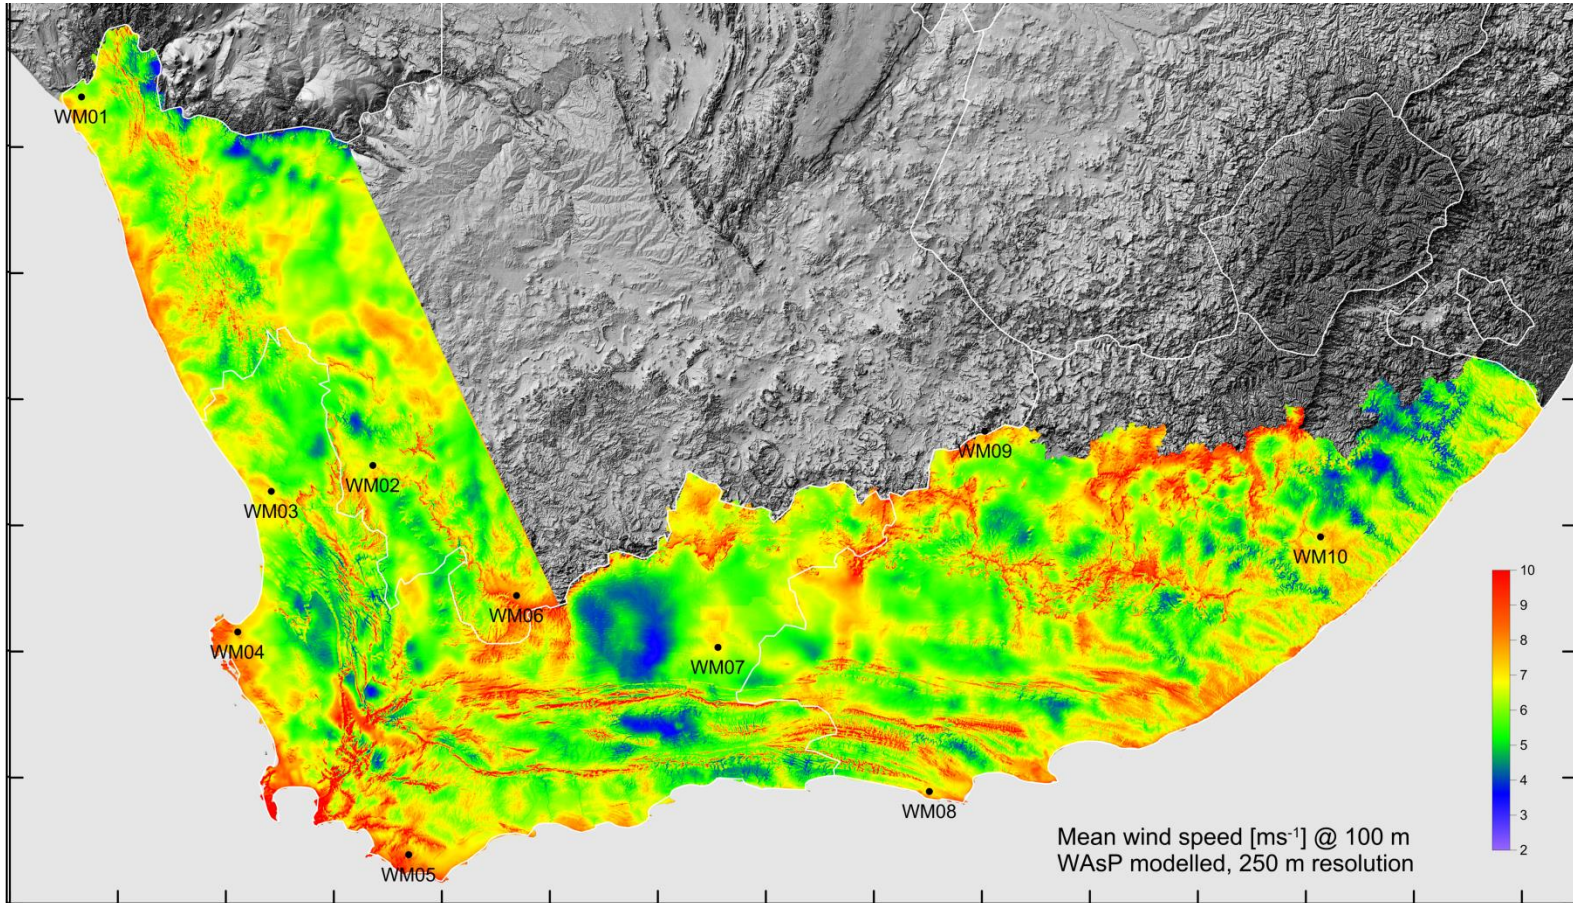 WM01
WM09
WM02
WM03
WM10
WM06
WM04
WM07
WM08
WM05
10
9
8
7
6
5
4
3
2
Mean wind speed [ms⁻¹] @ 100 m
WAsP modelled, 250 m resolution